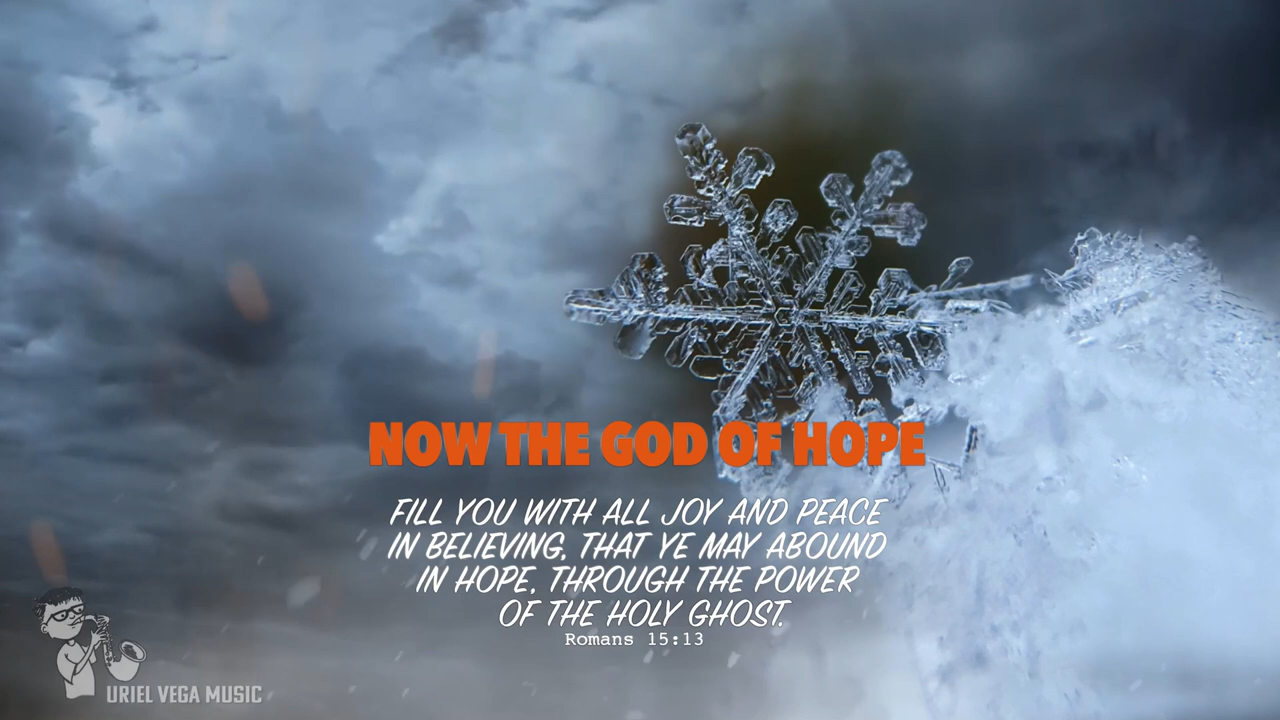 NOW THE GOD OF HOPE
FILL YOU WITH ALL JOY AND PEACE
IN BELIEVING, THAT YE MAY ABOUND
IN HOPE, THROUGH THE POWER
OF THE HOLY GHOST.
Romans 15:13
URIEL VEGA MUSIC